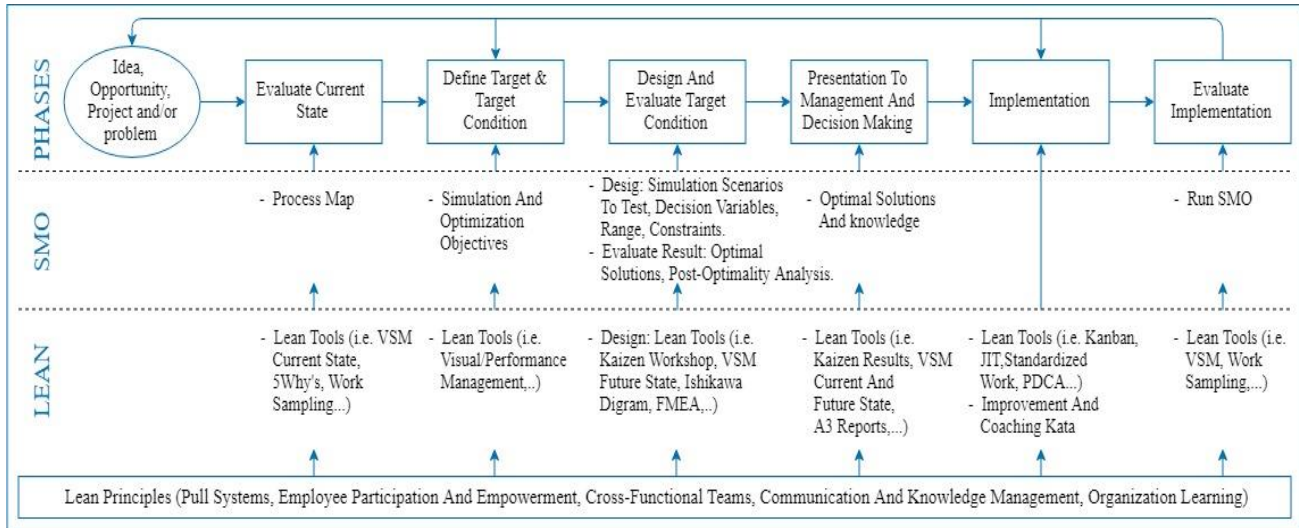 PHASES
Idea,
Opportunity,
Project and/or
problem
Evaluate Current
State
Define Target &
Target
Condition
Design And
Evaluate Target
Condition
Presentation To
Management And
Decision Making
Implementation
Evaluate
Implementation
SMO
- Process Map
- Simulation And
Optimization
Objectives
- Desig: Simulation Scenarios
To Test, Decision Variables,
Range, Constraints.
- Evaluate Result: Optimal
Solutions, Post-Optimality Analysis.
- Optimal Solutions
And knowledge
- Run SMO
LEAN
- Lean Tools (i.e. VSM
Current State,
5Why's, Work
Sampling...)
- Lean Tools (i.e.
Visual/Performance
Management,..)
- Design: Lean Tools (i.e.
Kaizen Workshop, VSM
Future State, Ishikawa
Digram, FMEA,..)
- Lean Tools (i.e.
Kaizen Results, VSM
Current And
Future State,
A3 Reports,...)
- Lean Tools (i.e. Kanban,
JIT,Standardized
Work, PDCA...)
- Improvement And
Coaching Kata
- Lean Tools (i.e.
VSM, Work
Sampling,...)
Lean Principles (Pull Systems, Employee Participation And Empowerment, Cross-Functional Teams, Communication And Knowledge Management, Organization Learning)